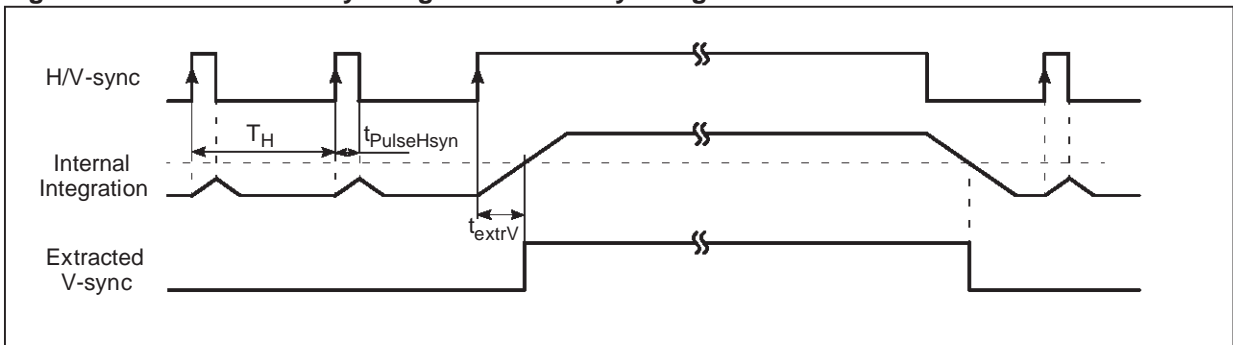 H/V-sync
T_H
t_PulseHsyn
Internal
Integration
t_extrV
Extracted
V-sync